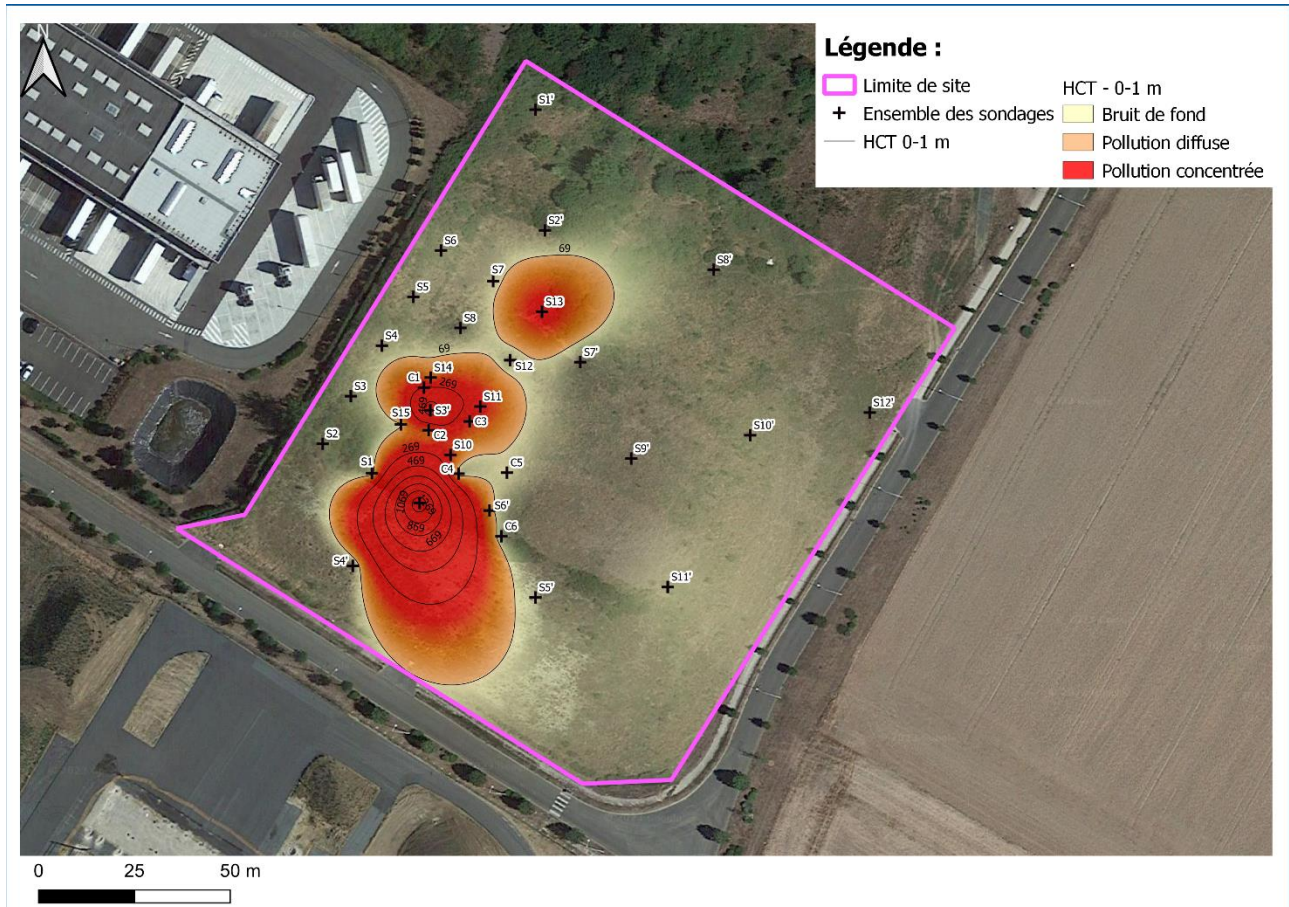 N
Légende :
Limite de site
Ensemble des sondages
HCT 0-1 m
HCT - 0-1 m
Bruit de fond
Pollution diffuse
Pollution concentrée
S1'
S2'
S6
69
S8'
S7
S5
S13
S8
S4
69
S12
S7'
S14
C1
269
S3
469
S3'
S11
S12'
S15
C3
C2
S10'
S2
269
S10
S9'
469
S1
C4
C5
1069
S6'
869
C6
669
S4'
S11'
S5'
0 25 50 m